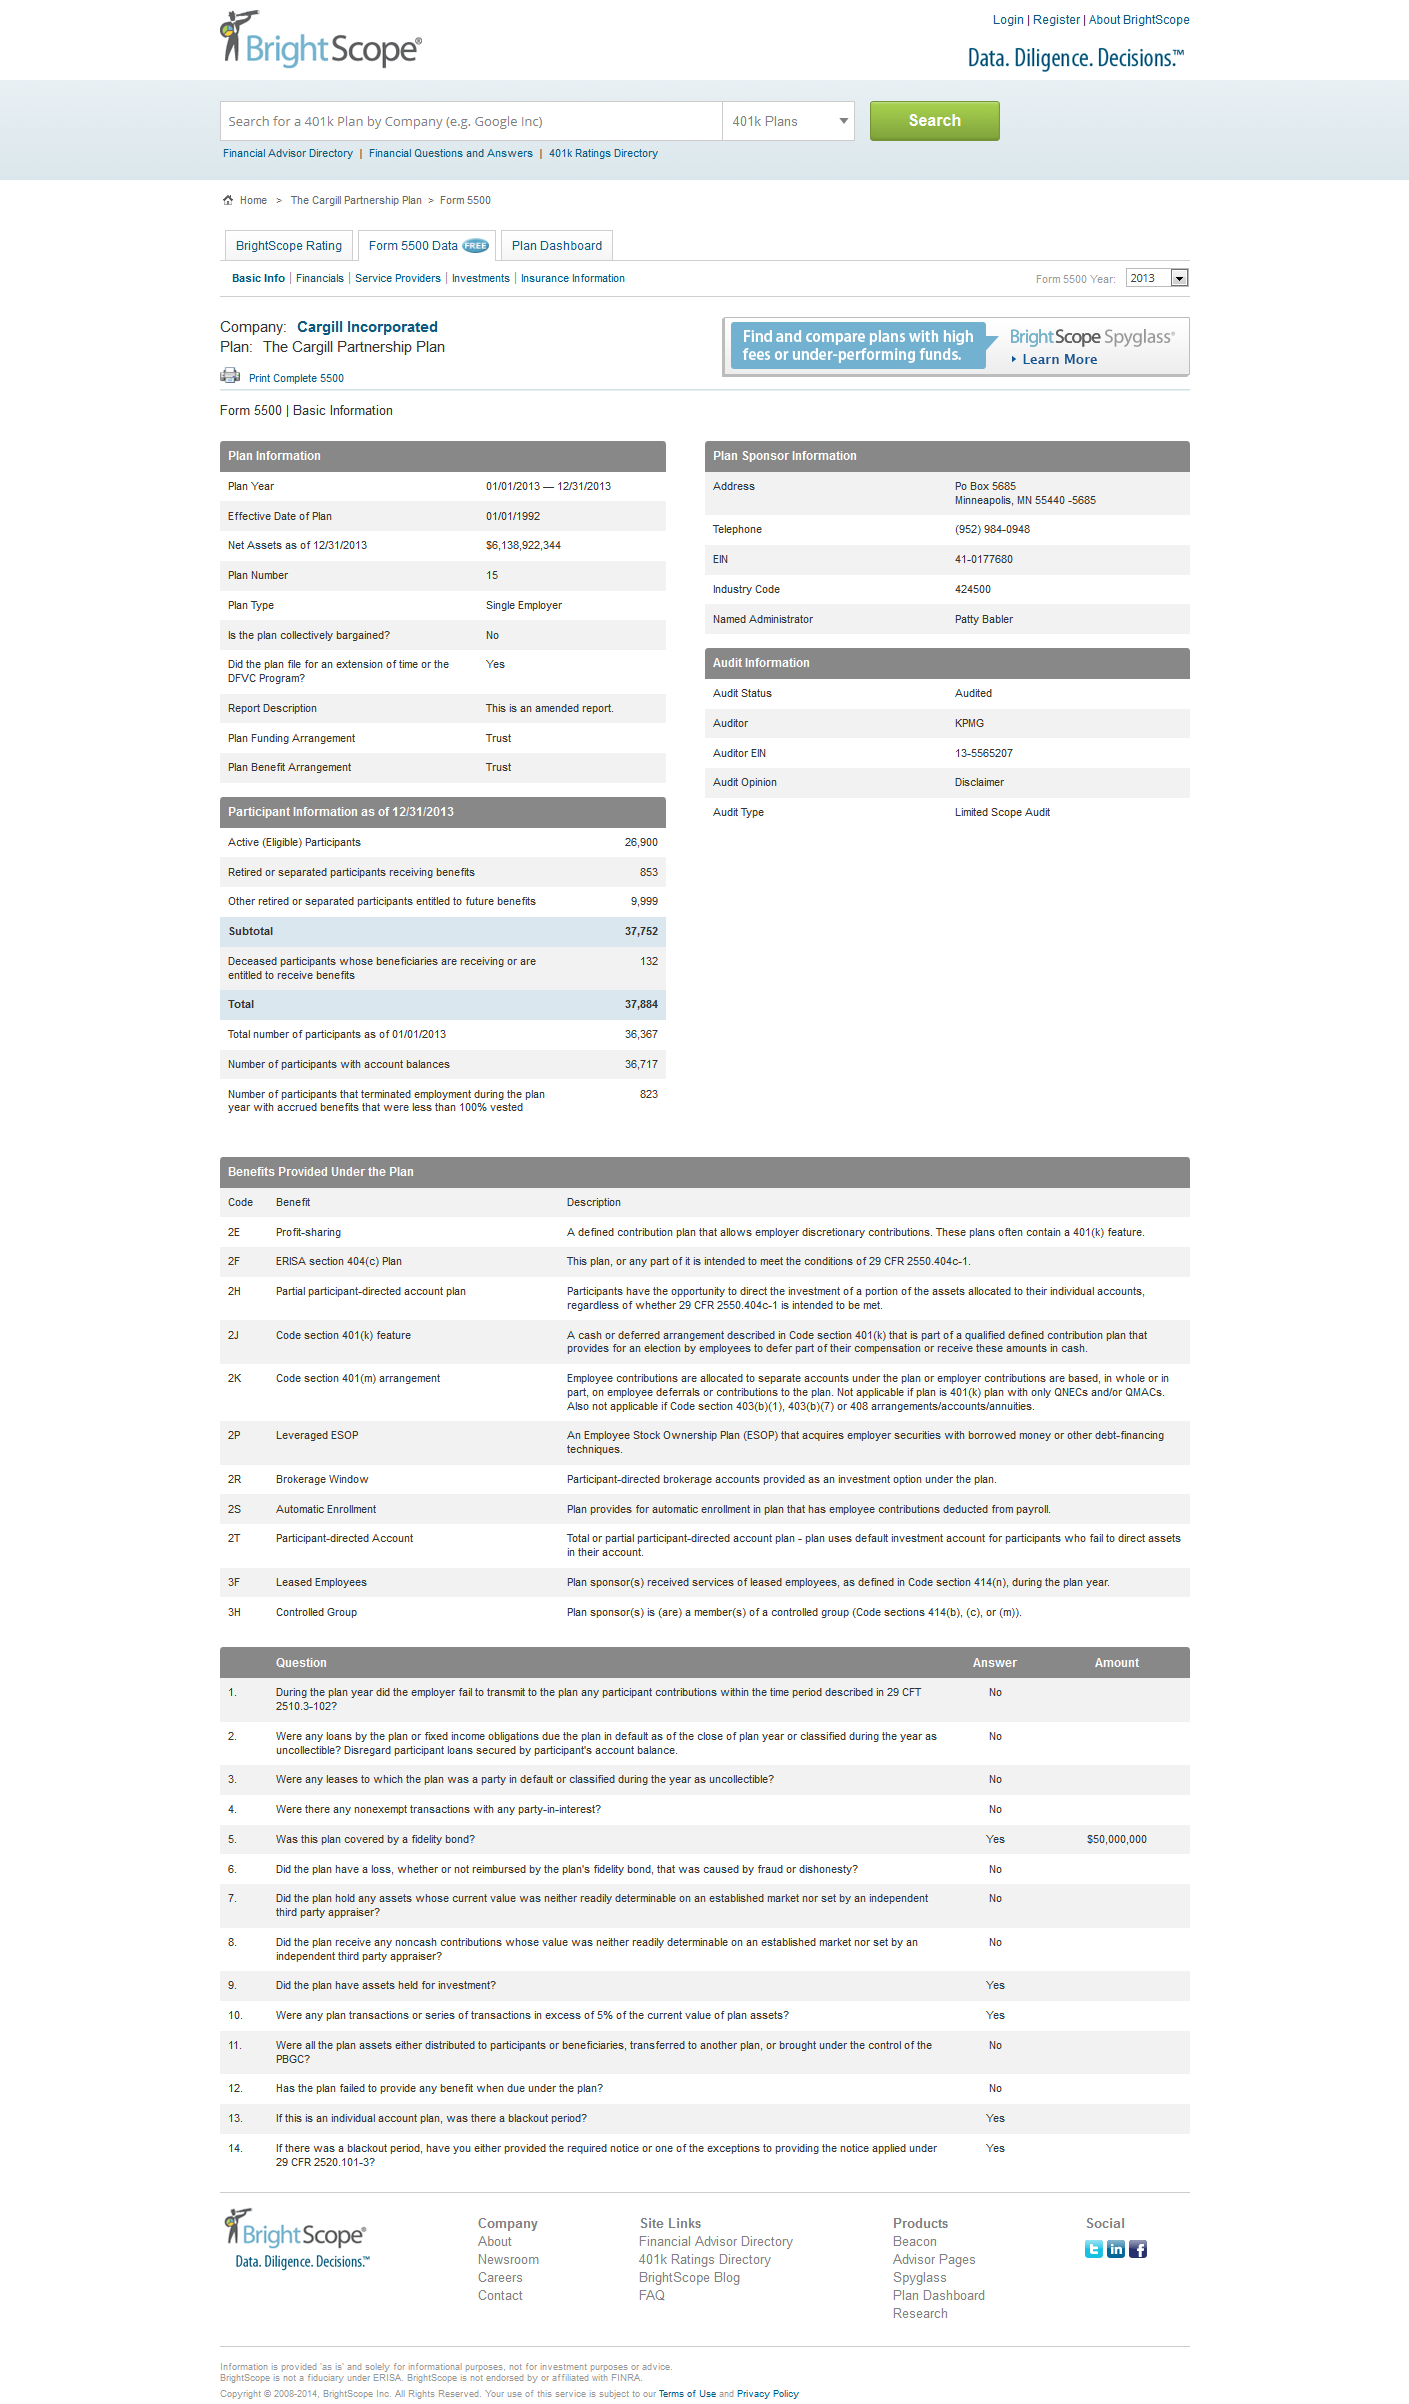 BrightScope®
Login | Register | About BrightScope
Data. Diligence. Decisions.™
Search for a 401k Plan by Company (e.g. Google Inc)
401k Plans
Search
Financial Advisor Directory | Financial Questions and Answers | 401k Ratings Directory
Home > The Cargill Partnership Plan > Form 5500
BrightScope Rating
Form 5500 Data FREE
Plan Dashboard
Basic Info | Financials | Service Providers | Investments | Insurance Information
Form 5500 Year: 2013
Company: Cargill Incorporated
Plan: The Cargill Partnership Plan
Print Complete 5500
Find and compare plans with high
fees or under-performing funds.
BrightScope Spyglass®
Learn More
Form 5500 | Basic Information
Plan Information
Plan Year 01/01/2013 — 12/31/2013
Effective Date of Plan 01/01/1992
Net Assets as of 12/31/2013 $6,138,922,344
Plan Number 15
Plan Type Single Employer
Is the plan collectively bargained? No
Did the plan file for an extension of time or the Yes
DFVC Program?
Report Description This is an amended report.
Plan Funding Arrangement Trust
Plan Benefit Arrangement Trust
Participant Information as of 12/31/2013
Active (Eligible) Participants 26,900
Retired or separated participants receiving benefits 853
Other retired or separated participants entitled to future benefits 9,999
Subtotal 37,752
Deceased participants whose beneficiaries are receiving or are 132
entitled to receive benefits
Total 37,884
Total number of participants as of 01/01/2013 36,367
Number of participants with account balances 36,717
Number of participants that terminated employment during the plan 823
year with accrued benefits that were less than 100% vested
Plan Sponsor Information
Address Po Box 5685
Minneapolis, MN 55440 -5685
Telephone (952) 984-0948
EIN 41-0177680
Industry Code 424500
Named Administrator Patty Babler
Audit Information
Audit Status Audited
Auditor KPMG
Auditor EIN 13-5565207
Audit Opinion Disclaimer
Audit Type Limited Scope Audit
Benefits Provided Under the Plan
Code Benefit Description
2E Profit-sharing A defined contribution plan that allows employer discretionary contributions. These plans often contain a 401(k) feature.
2F ERISA section 404(c) Plan This plan, or any part of it is intended to meet the conditions of 29 CFR 2550.404c-1.
2H Partial participant-directed account plan Participants have the opportunity to direct the investment of a portion of the assets allocated to their individual accounts,
regardless of whether 29 CFR 2550.404c-1 is intended to be met.
2J Code section 401(k) feature A cash or deferred arrangement described in Code section 401(k) that is part of a qualified defined contribution plan that
provides for an election by employees to defer part of their compensation or receive these amounts in cash.
2K Code section 401(m) arrangement Employee contributions are allocated to separate accounts under the plan or employer contributions are based, in whole or in
part, on employee deferrals or contributions to the plan. Not applicable if plan is 401(k) plan with only QNECs and/or QMACs.
Also not applicable if Code section 403(b)(1), 403(b)(7) or 408 arrangements/accounts/annuities.
2P Leveraged ESOP An Employee Stock Ownership Plan (ESOP) that acquires employer securities with borrowed money or other debt-financing
techniques.
2R Brokerage Window Participant-directed brokerage accounts provided as an investment option under the plan.
2S Automatic Enrollment Plan provides for automatic enrollment in plan that has employee contributions deducted from payroll.
2T Participant-directed Account Total or partial participant-directed account plan - plan uses default investment account for participants who fail to direct assets
in their account.
3F Leased Employees Plan sponsor(s) received services of leased employees, as defined in Code section 414(n), during the plan year.
3H Controlled Group Plan sponsor(s) is (are) a member(s) of a controlled group (Code sections 414(b), (c), or (m)).
Question Answer Amount
1. During the plan year did the employer fail to transmit to the plan any participant contributions within the time period described in 29 CFT No
2510.3-102?
2. Were any loans by the plan or fixed income obligations due the plan in default as of the close of plan year or classified during the year as No
uncollectible? Disregard participant loans secured by participant's account balance.
3. Were any leases to which the plan was a party in default or classified during the year as uncollectible? No
4. Were there any nonexempt transactions with any party-in-interest? No
5. Was this plan covered by a fidelity bond? Yes $50,000,000
6. Did the plan have a loss, whether or not reimbursed by the plan's fidelity bond, that was caused by fraud or dishonesty? No
7. Did the plan hold any assets whose current value was neither readily determinable on an established market nor set by an independent No
third party appraiser?
8. Did the plan receive any noncash contributions whose value was neither readily determinable on an established market nor set by an No
independent third party appraiser?
9. Did the plan have assets held for investment? Yes
10. Were any plan transactions or series of transactions in excess of 5% of the current value of plan assets? Yes
11. Were all the plan assets either distributed to participants or beneficiaries, transferred to another plan, or brought under the control of the No
PBGC?
12. Has the plan failed to provide any benefit when due under the plan? No
13. If this is an individual account plan, was there a blackout period? Yes
14. If there was a blackout period, have you either provided the required notice or one of the exceptions to providing the notice applied under Yes
29 CFR 2520.101-3?
BrightScope®
Data. Diligence. Decisions.™
Company
About
Newsroom
Careers
Contact
Site Links
Financial Advisor Directory
401k Ratings Directory
BrightScope Blog
FAQ
Products
Beacon
Advisor Pages
Spyglass
Plan Dashboard
Research
Social
Information is provided 'as is' and solely for informational purposes, not for investment purposes or advice.
BrightScope is not a fiduciary under ERISA. BrightScope is not endorsed by or affiliated with FINRA.
Copyright © 2008-2014, BrightScope Inc. All Rights Reserved. Your use of this service is subject to our Terms of Use and Privacy Policy